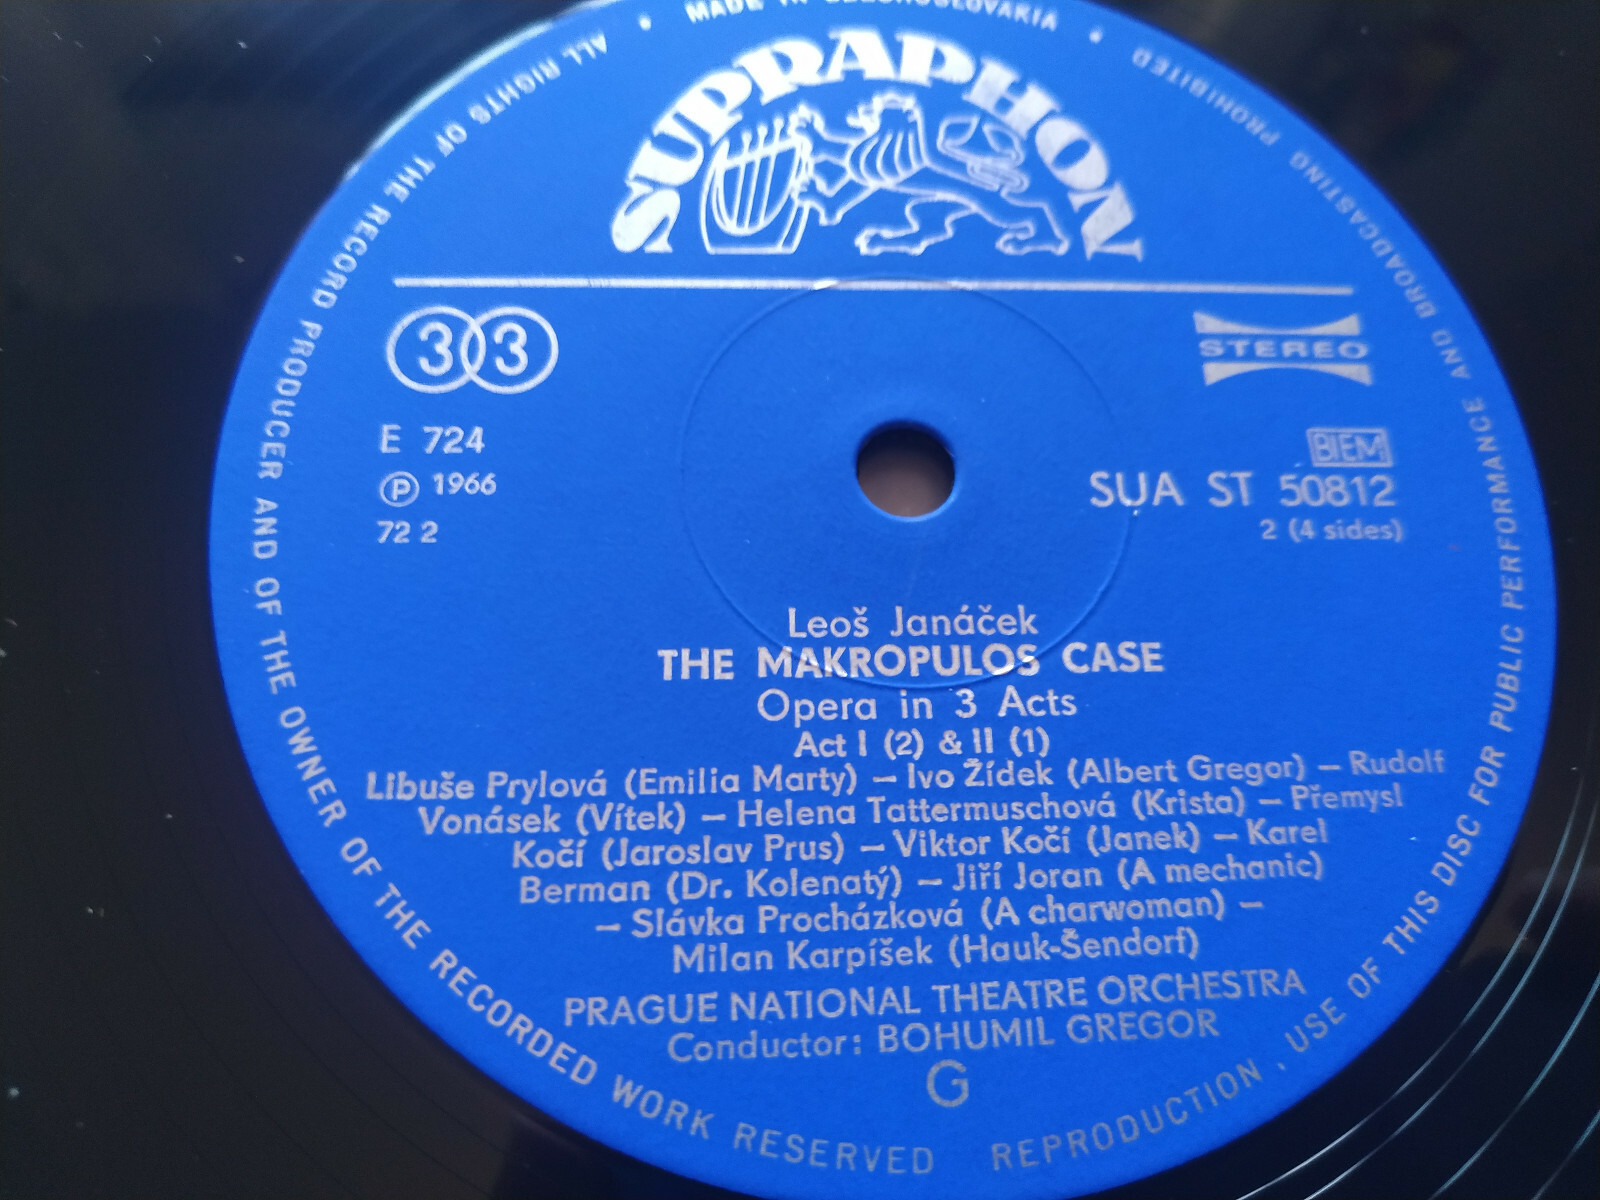 MADE IN CZECHOSLOVAKIA
ALL RIGHTS OF THE RECORD PRODUCER AND OF THE OWNER OF THE RECORDED WORK RESERVED
REPRODUCTION, USE OF THIS DISC FOR PUBLIC PERFORMANCE AND BROADCASTING PROHIBITED
SUPRAPHON
33
STEREO
E 724
BIEM
Ⓟ 1966
SUA ST 50812
72 2
2 (4 sides)
Leoš Janáček
THE MAKROPULOS CASE
Opera in 3 Acts
Act I (2) & II (1)
Libuše Prylová (Emilia Marty) – Ivo Žídek (Albert Gregor) – Rudolf
Vonásek (Vítek) – Helena Tattermuschová (Krista) – Přemysl
Kočí (Jaroslav Prus) – Viktor Kočí (Janek) – Karel
Berman (Dr. Kolenatý) – Jiří Joran (A mechanic)
– Slávka Procházková (A charwoman) –
Milan Karpíšek (Hauk-Šendorf)
PRAGUE NATIONAL THEATRE ORCHESTRA
Conductor: BOHUMIL GREGOR
G